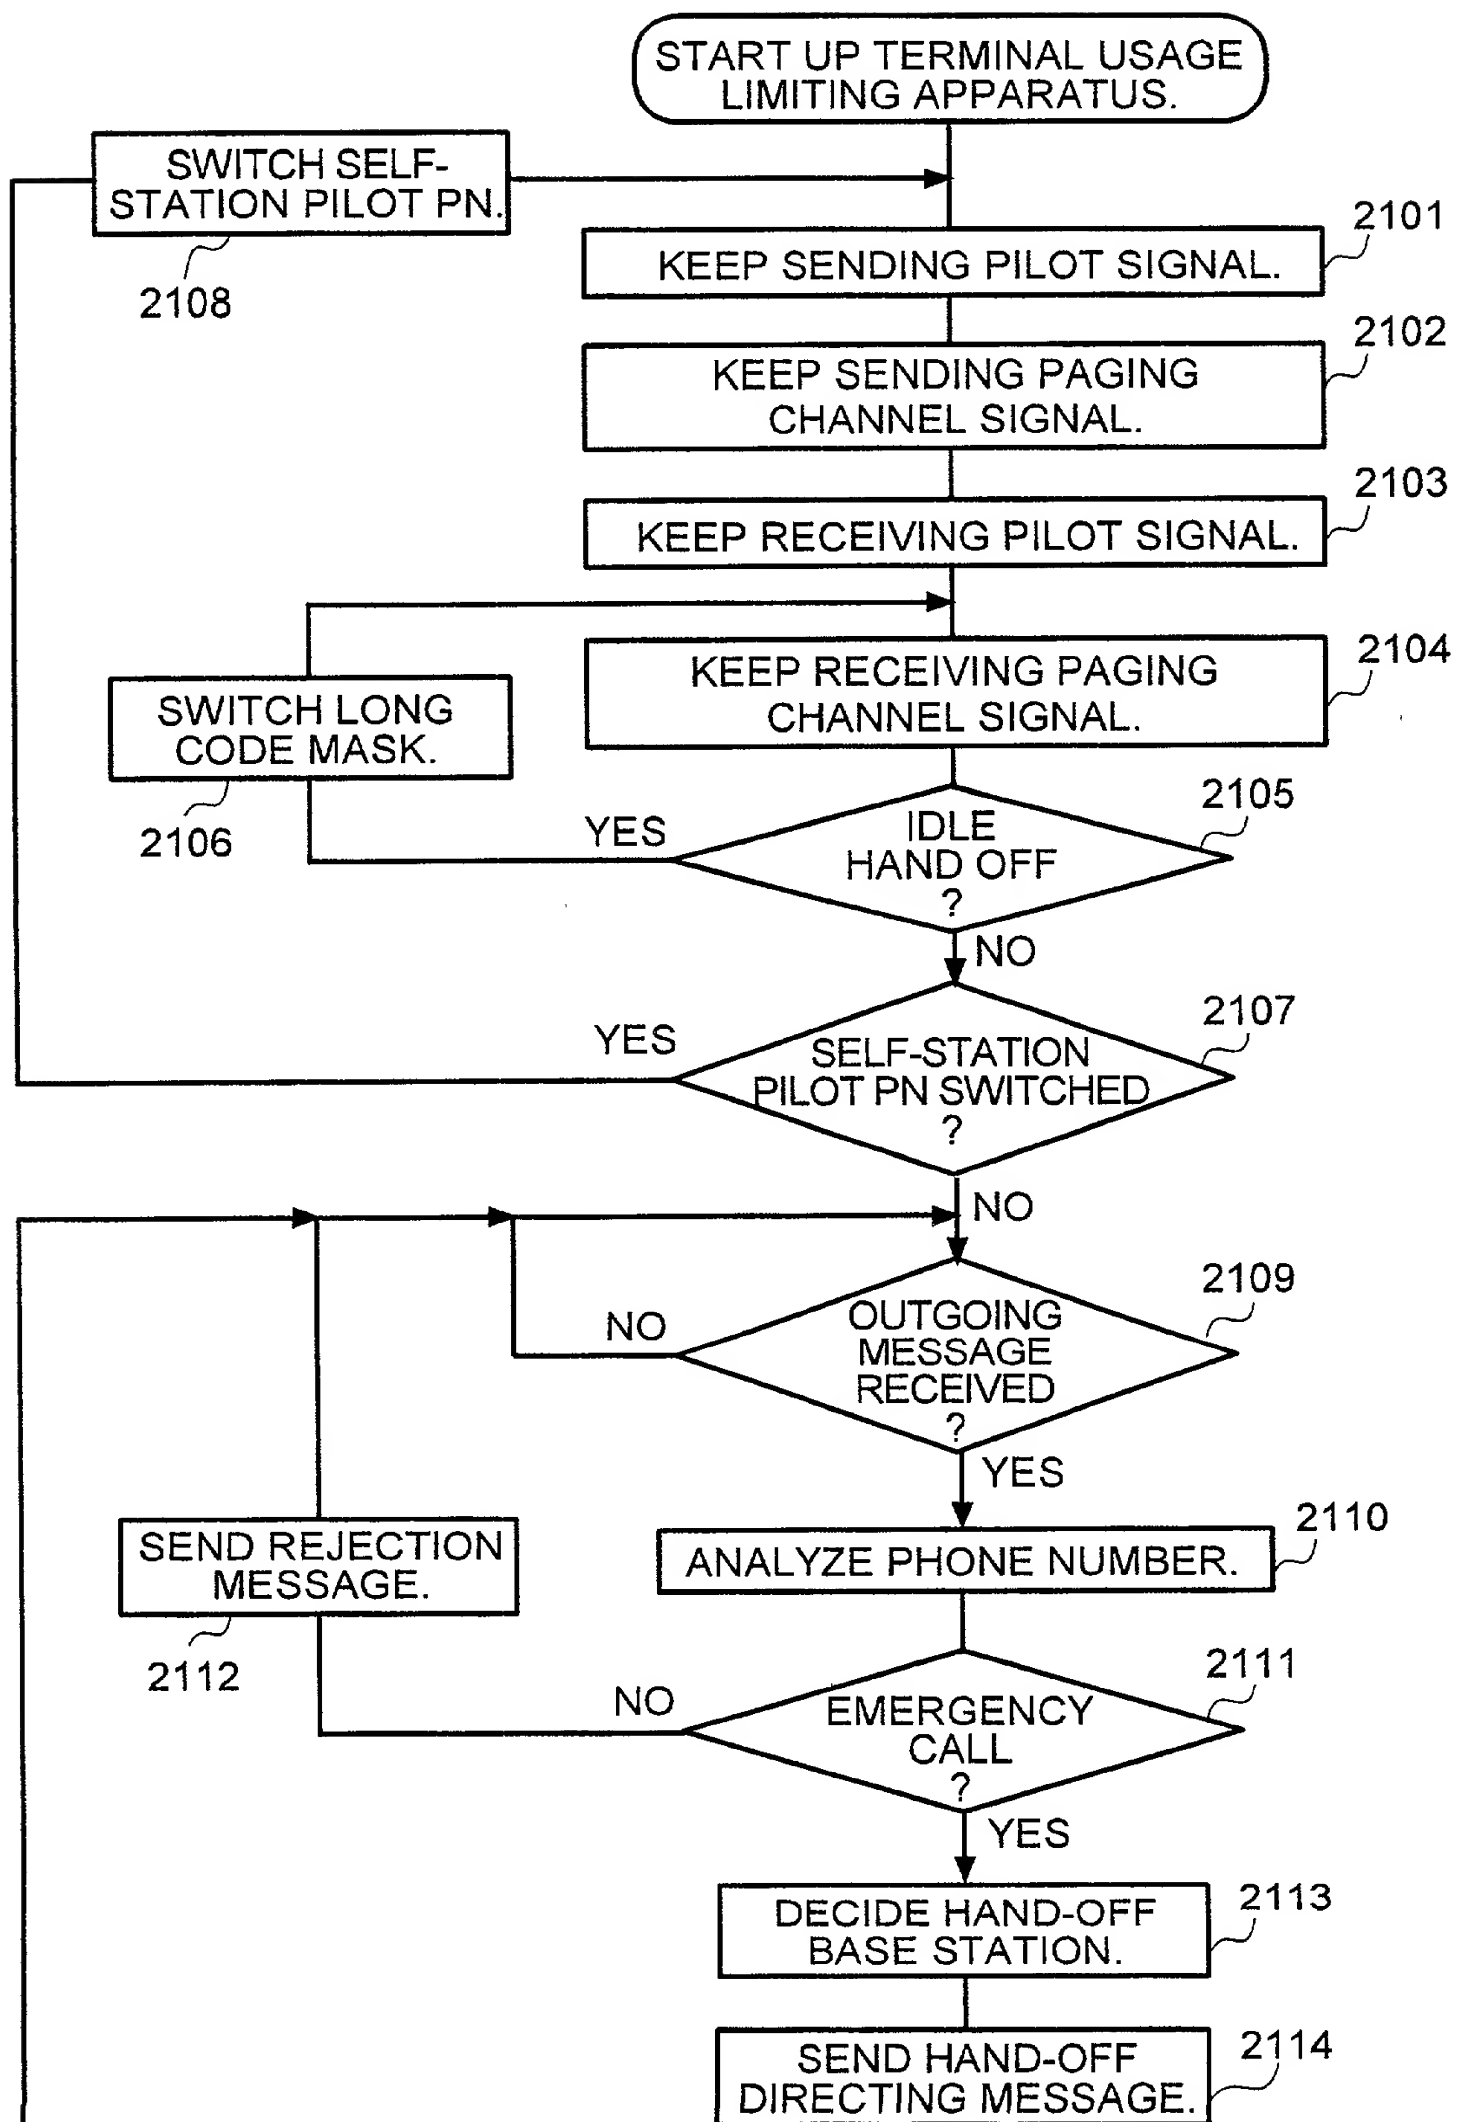 START UP TERMINAL USAGE
LIMITING APPARATUS.
SWITCH SELF-
STATION PILOT PN.
2108
2101
KEEP SENDING PILOT SIGNAL.
2102
KEEP SENDING PAGING
CHANNEL SIGNAL.
2103
KEEP RECEIVING PILOT SIGNAL.
2104
KEEP RECEIVING PAGING
CHANNEL SIGNAL.
SWITCH LONG
CODE MASK.
2106
2105
YES
IDLE
HAND OFF
?
NO
2107
YES
SELF-STATION
PILOT PN SWITCHED
?
NO
2109
NO
OUTGOING
MESSAGE
RECEIVED
?
YES
2110
ANALYZE PHONE NUMBER.
SEND REJECTION
MESSAGE.
2112
2111
NO
EMERGENCY
CALL
?
YES
2113
DECIDE HAND-OFF
BASE STATION.
2114
SEND HAND-OFF
DIRECTING MESSAGE.